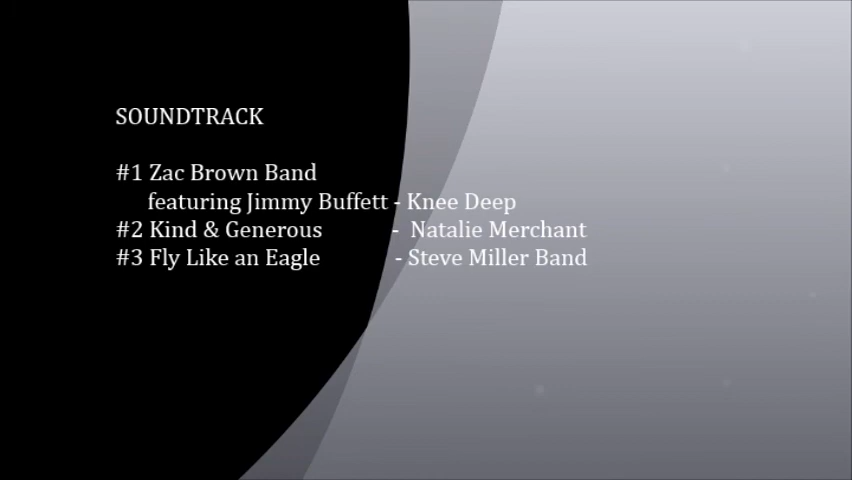 SOUNDTRACK
#1 Zac Brown Band
featuring Jimmy Buffett - Knee Deep
#2 Kind & Generous - Natalie Merchant
#3 Fly Like an Eagle - Steve Miller Band